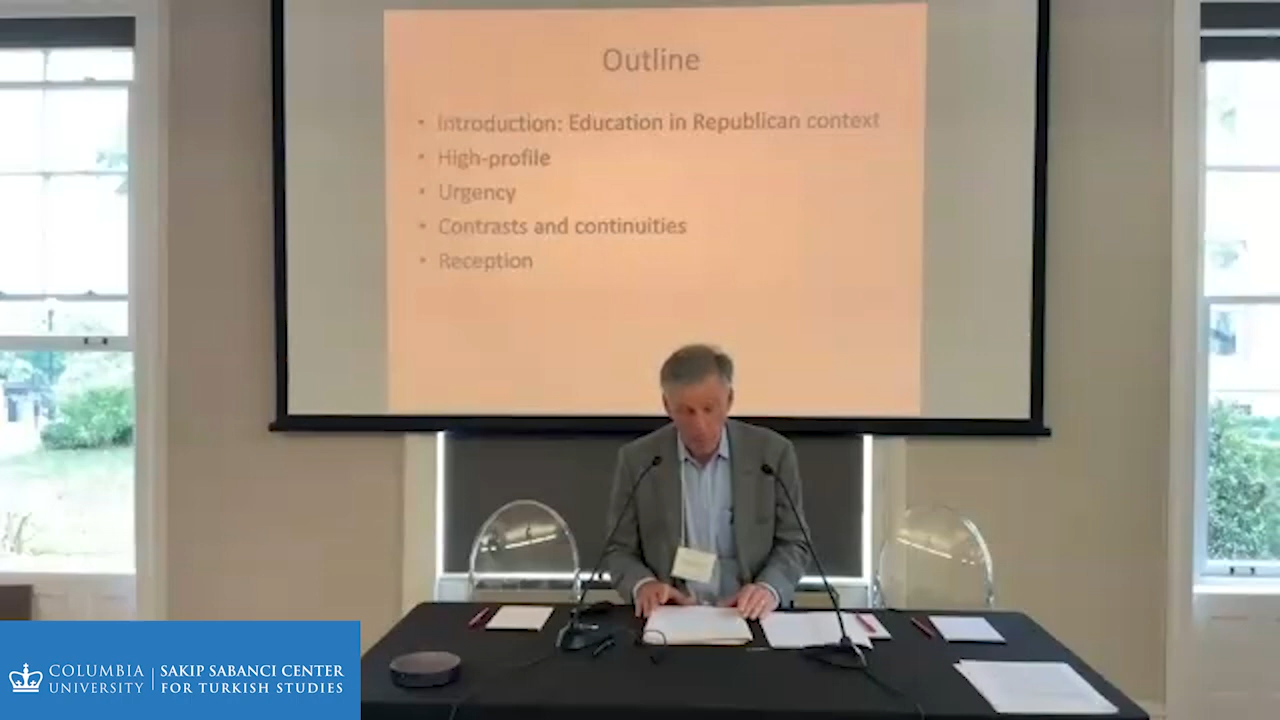 Outline
• Introduction: Education in Republican context
• High-profile
• Urgency
• Contrasts and continuities
• Reception
COLUMBIA UNIVERSITY
SAKIP SABANCI CENTER FOR TURKISH STUDIES